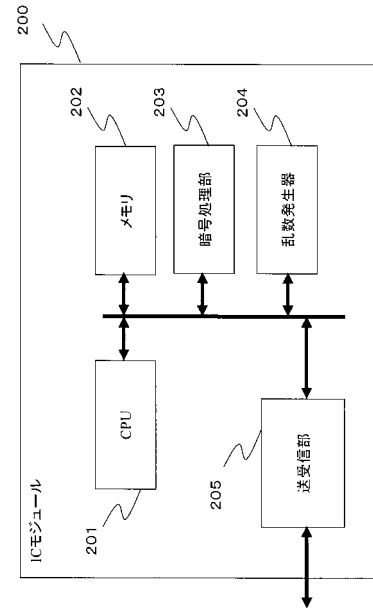 200
ICモジュール
201
CPU
202
メモリ
203
暗号処理部
204
乱数発生器
205
送受信部